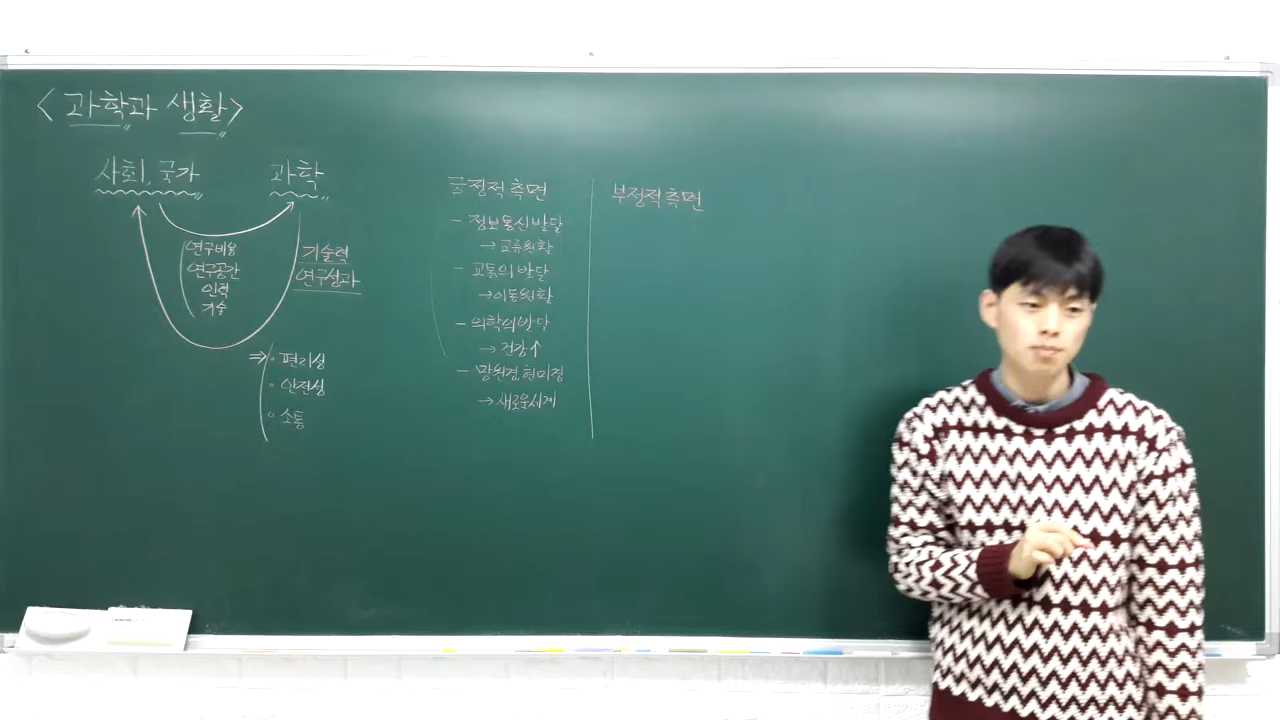 <과학과 생활>
사회, 국가
과학
연구비용
연구공간
인력
기술
기술력
연구성과
⇒ ◦ 편리성
◦ 안전성
◦ 소통
긍정적 측면
- 정보통신 발달
→ 교류원활
- 교통의 발달
→ 이동원활
- 의학의 발달
→ 건강↑
- 망원경, 현미경
→ 새로운 세계
부정적 측면